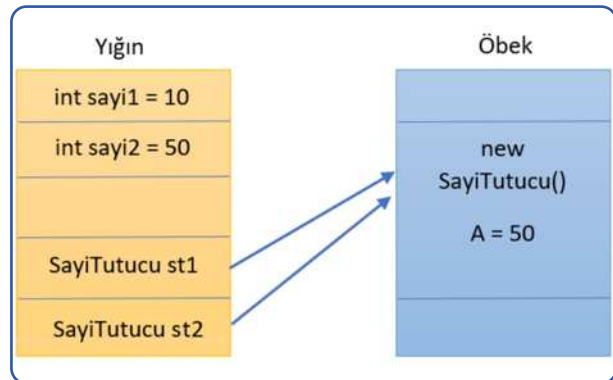 Yığın
int sayi1 = 10
int sayi2 = 50
SayiTutucu st1
SayiTutucu st2
Öbek
new
SayiTutucu()
A = 50